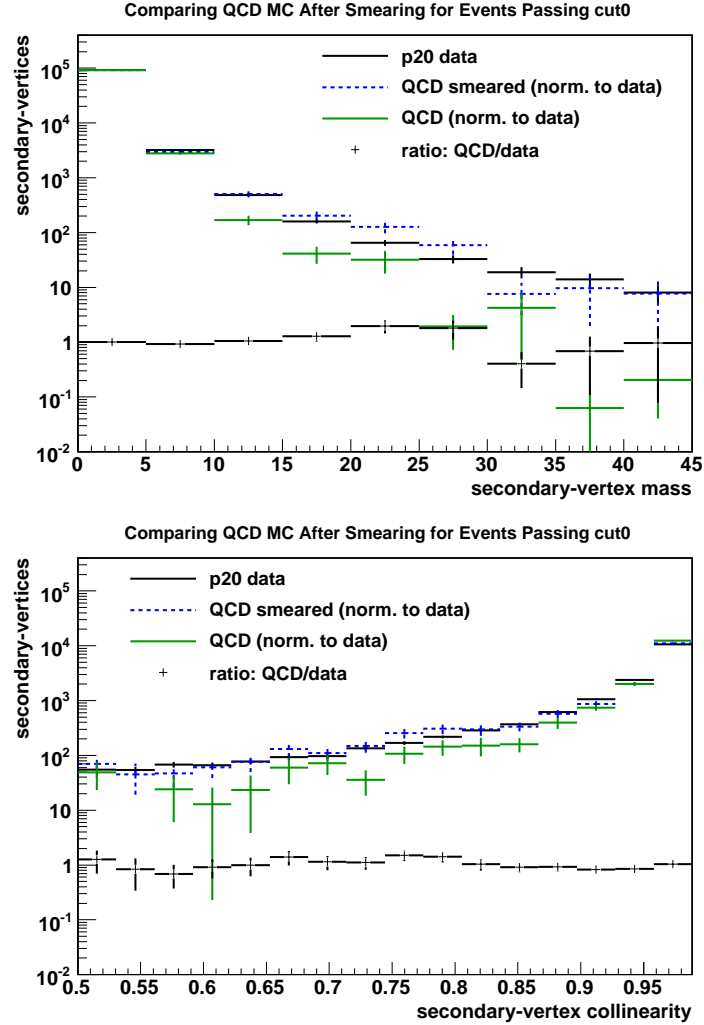 Comparing QCD MC After Smearing for Events Passing cut0
secondary-vertices
10^5
10^4
10^3
10^2
10
1
10^-1
10^-2
p20 data
QCD smeared (norm. to data)
QCD (norm. to data)
ratio: QCD/data
0 5 10 15 20 25 30 35 40 45
secondary-vertex mass
Comparing QCD MC After Smearing for Events Passing cut0
secondary-vertices
10^5
10^4
10^3
10^2
10
1
10^-1
10^-2
p20 data
QCD smeared (norm. to data)
QCD (norm. to data)
ratio: QCD/data
0.5 0.55 0.6 0.65 0.7 0.75 0.8 0.85 0.9 0.95
secondary-vertex collinearity